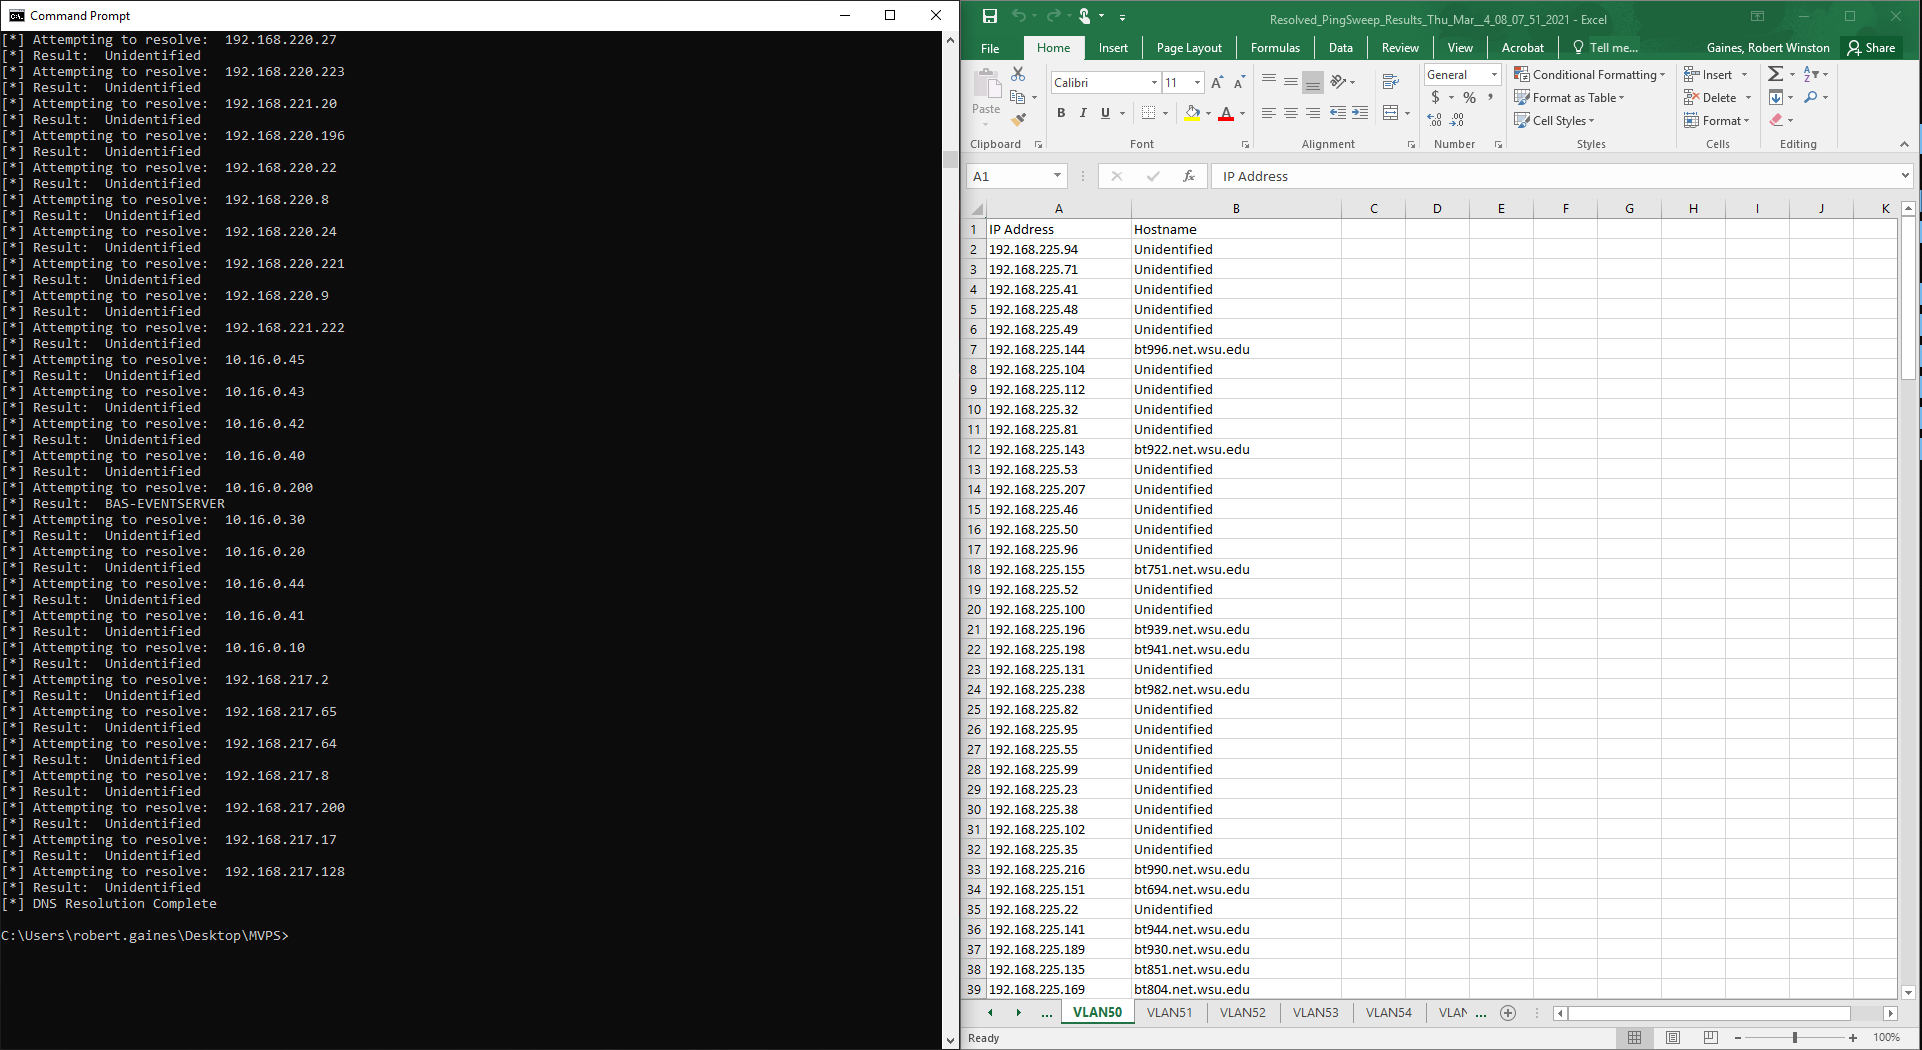 Command Prompt
[*] Attempting to resolve:  192.168.220.27
[*] Result:  Unidentified
[*] Attempting to resolve:  192.168.220.223
[*] Result:  Unidentified
[*] Attempting to resolve:  192.168.221.20
[*] Result:  Unidentified
[*] Attempting to resolve:  192.168.220.196
[*] Result:  Unidentified
[*] Attempting to resolve:  192.168.220.22
[*] Result:  Unidentified
[*] Attempting to resolve:  192.168.220.8
[*] Result:  Unidentified
[*] Attempting to resolve:  192.168.220.24
[*] Result:  Unidentified
[*] Attempting to resolve:  192.168.220.221
[*] Result:  Unidentified
[*] Attempting to resolve:  192.168.220.9
[*] Result:  Unidentified
[*] Attempting to resolve:  192.168.221.222
[*] Result:  Unidentified
[*] Attempting to resolve:  10.16.0.45
[*] Result:  Unidentified
[*] Attempting to resolve:  10.16.0.43
[*] Result:  Unidentified
[*] Attempting to resolve:  10.16.0.42
[*] Result:  Unidentified
[*] Attempting to resolve:  10.16.0.40
[*] Result:  Unidentified
[*] Attempting to resolve:  10.16.0.200
[*] Result:  BAS-EVENTSERVER
[*] Attempting to resolve:  10.16.0.30
[*] Result:  Unidentified
[*] Attempting to resolve:  10.16.0.20
[*] Result:  Unidentified
[*] Attempting to resolve:  10.16.0.44
[*] Result:  Unidentified
[*] Attempting to resolve:  10.16.0.41
[*] Result:  Unidentified
[*] Attempting to resolve:  10.16.0.10
[*] Result:  Unidentified
[*] Attempting to resolve:  192.168.217.2
[*] Result:  Unidentified
[*] Attempting to resolve:  192.168.217.65
[*] Result:  Unidentified
[*] Attempting to resolve:  192.168.217.64
[*] Result:  Unidentified
[*] Attempting to resolve:  192.168.217.8
[*] Result:  Unidentified
[*] Attempting to resolve:  192.168.217.200
[*] Result:  Unidentified
[*] Attempting to resolve:  192.168.217.17
[*] Result:  Unidentified
[*] Attempting to resolve:  192.168.217.128
[*] Result:  Unidentified
[*] DNS Resolution Complete
C:\Users\robert.gaines\Desktop\MVPS>
Resolved_PingSweep_Results_Thu_Mar__4_08_07_51_2021 - Excel
File Home Insert Page Layout Formulas Data Review View Acrobat Tell me... Gaines, Robert Winston Share
Calibri 11 General Conditional Formatting Insert
Paste $ % , Format as Table Delete
B I U A Cell Styles Format
Clipboard Font Alignment Number Styles Cells Editing
A1 fx IP Address
A B C D E F G H I J K
1 IP Address Hostname
2 192.168.225.94 Unidentified
3 192.168.225.71 Unidentified
4 192.168.225.41 Unidentified
5 192.168.225.48 Unidentified
6 192.168.225.49 Unidentified
7 192.168.225.144 bt996.net.wsu.edu
8 192.168.225.104 Unidentified
9 192.168.225.112 Unidentified
10 192.168.225.32 Unidentified
11 192.168.225.81 Unidentified
12 192.168.225.143 bt922.net.wsu.edu
13 192.168.225.53 Unidentified
14 192.168.225.207 Unidentified
15 192.168.225.46 Unidentified
16 192.168.225.50 Unidentified
17 192.168.225.96 Unidentified
18 192.168.225.155 bt751.net.wsu.edu
19 192.168.225.52 Unidentified
20 192.168.225.100 Unidentified
21 192.168.225.196 bt939.net.wsu.edu
22 192.168.225.198 bt941.net.wsu.edu
23 192.168.225.131 Unidentified
24 192.168.225.238 bt982.net.wsu.edu
25 192.168.225.82 Unidentified
26 192.168.225.95 Unidentified
27 192.168.225.55 Unidentified
28 192.168.225.99 Unidentified
29 192.168.225.23 Unidentified
30 192.168.225.38 Unidentified
31 192.168.225.102 Unidentified
32 192.168.225.35 Unidentified
33 192.168.225.216 bt990.net.wsu.edu
34 192.168.225.151 bt694.net.wsu.edu
35 192.168.225.22 Unidentified
36 192.168.225.141 bt944.net.wsu.edu
37 192.168.225.189 bt930.net.wsu.edu
38 192.168.225.135 bt851.net.wsu.edu
39 192.168.225.169 bt804.net.wsu.edu
... VLAN50 VLAN51 VLAN52 VLAN53 VLAN54 VLAN ...
Ready 100%